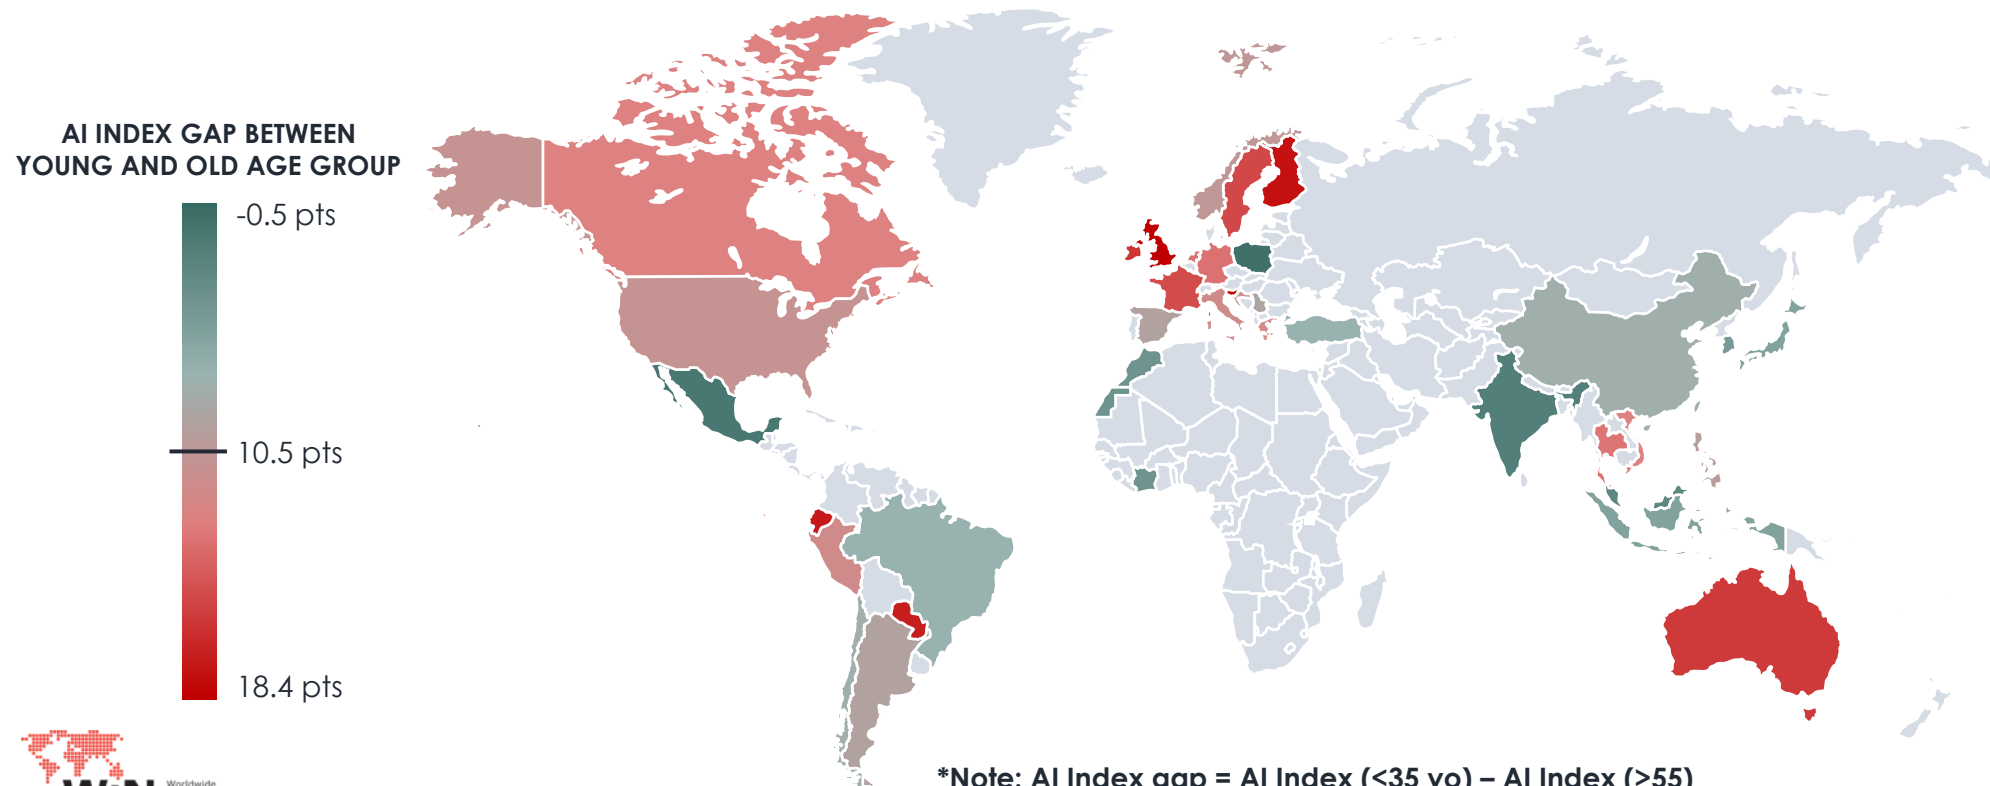 AI INDEX GAP BETWEEN
YOUNG AND OLD AGE GROUP
-0.5 pts
10.5 pts
18.4 pts
Worldwide
*Note: AI Index gap = AI Index (<35 yo) – AI Index (>55)